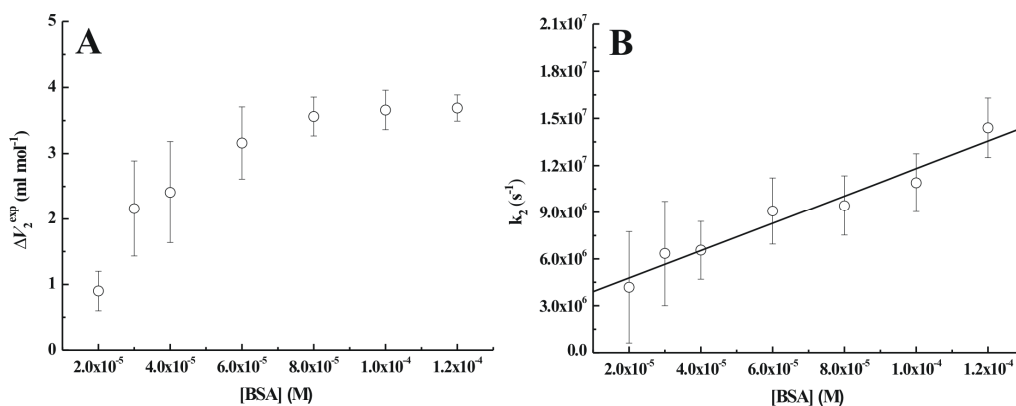 A
5
4
3
2
1
0
ΔV₂ᵉˣᵖ (ml mol⁻¹)
2.0x10⁻⁵ 4.0x10⁻⁵ 6.0x10⁻⁵ 8.0x10⁻⁵ 1.0x10⁻⁴ 1.2x10⁻⁴
[BSA] (M)
B
2.1x10⁷
1.8x10⁷
1.5x10⁷
1.2x10⁷
9.0x10⁶
6.0x10⁶
3.0x10⁶
0.0
k₂ (s⁻¹)
2.0x10⁻⁵ 4.0x10⁻⁵ 6.0x10⁻⁵ 8.0x10⁻⁵ 1.0x10⁻⁴ 1.2x10⁻⁴
[BSA] (M)